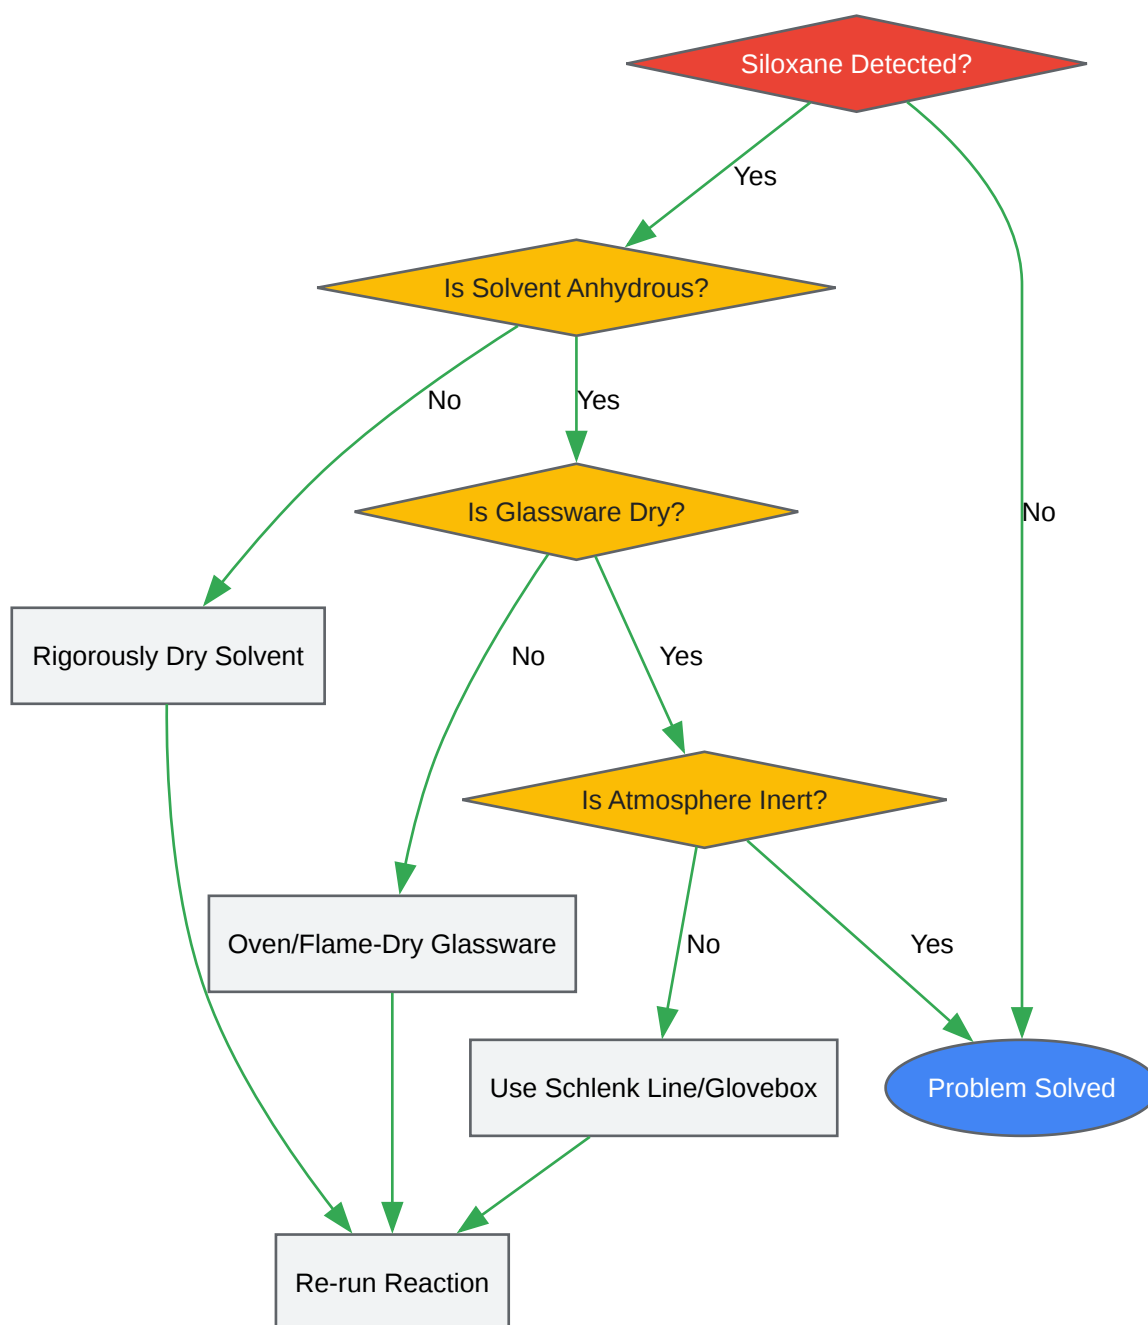 Siloxane Detected?
Yes
Is Solvent Anhydrous?
No
Yes
Is Glassware Dry?
No
Rigorously Dry Solvent
No
Yes
Is Atmosphere Inert?
Oven/Flame-Dry Glassware
No
Yes
Use Schlenk Line/Glovebox
Problem Solved
Re-run Reaction